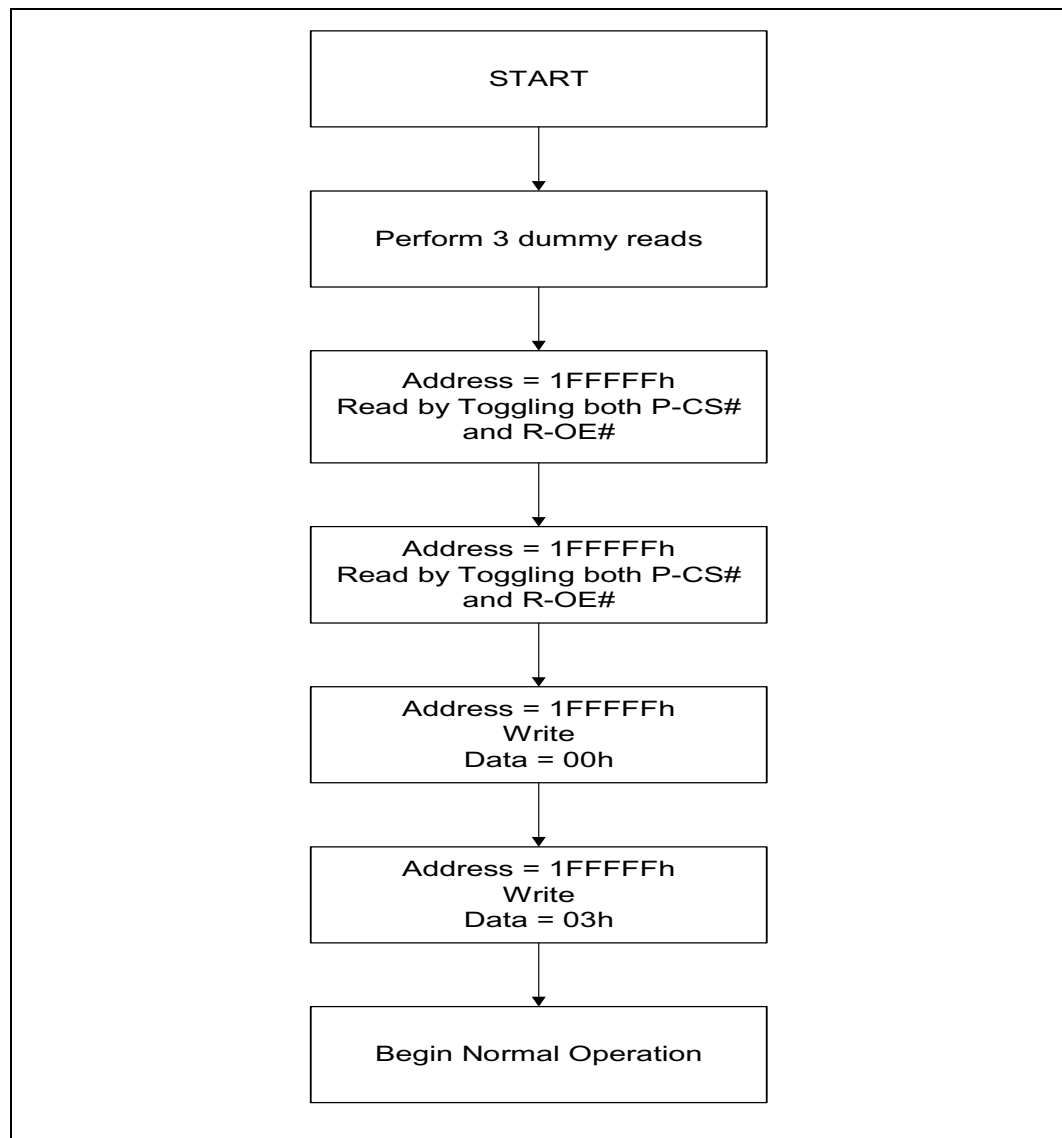 START
Perform 3 dummy reads
Address = 1FFFFFh
Read by Toggling both P-CS#
and R-OE#
Address = 1FFFFFh
Read by Toggling both P-CS#
and R-OE#
Address = 1FFFFFh
Write
Data = 00h
Address = 1FFFFFh
Write
Data = 03h
Begin Normal Operation